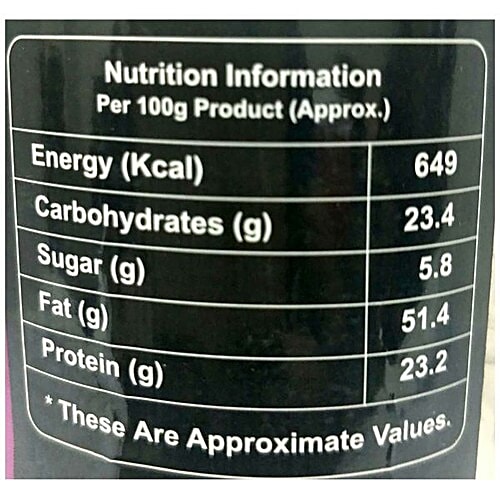 Nutrition Information
Per 100g Product (Approx.)
Energy (Kcal) 649
Carbohydrates (g) 23.4
Sugar (g) 5.8
Fat (g) 51.4
Protein (g) 23.2
* These Are Approximate Values.